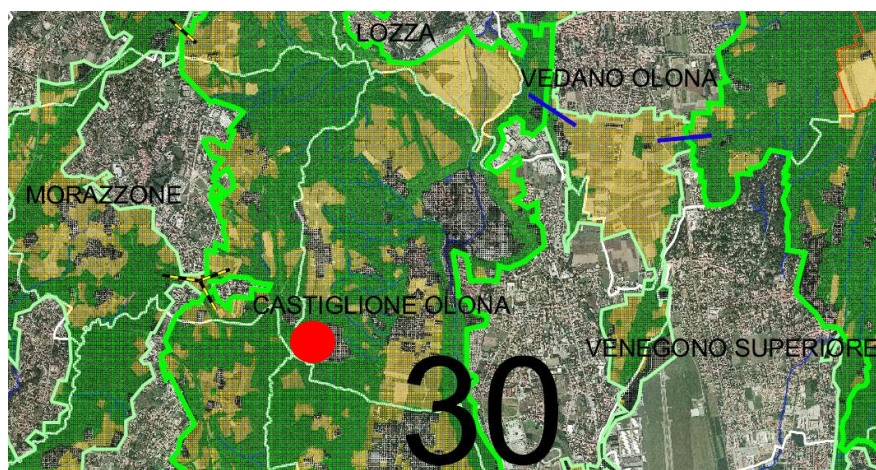 LOZZA
VEDANO OLONA
MORAZZONE
CASTIGLIONE OLONA
VENEGONO SUPERIORE
30